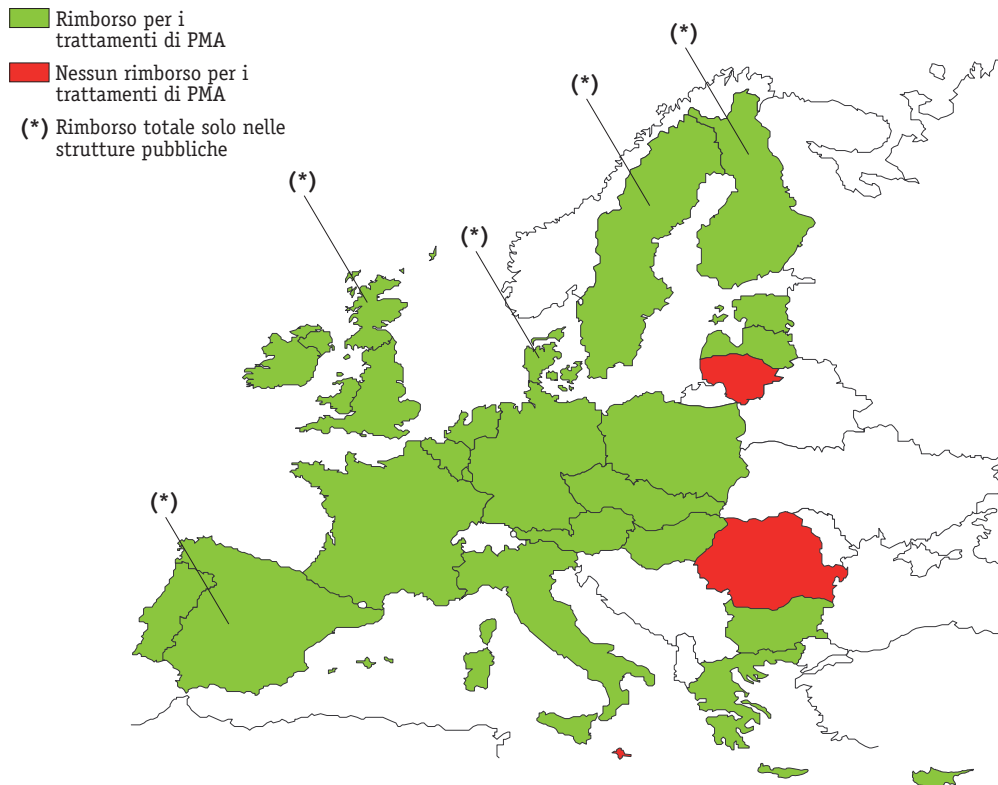 Rimborso per i
trattamenti di PMA
Nessun rimborso per i
trattamenti di PMA
(*) Rimborso totale solo nelle
strutture pubbliche
(*)
(*)
(*)
(*)
(*)